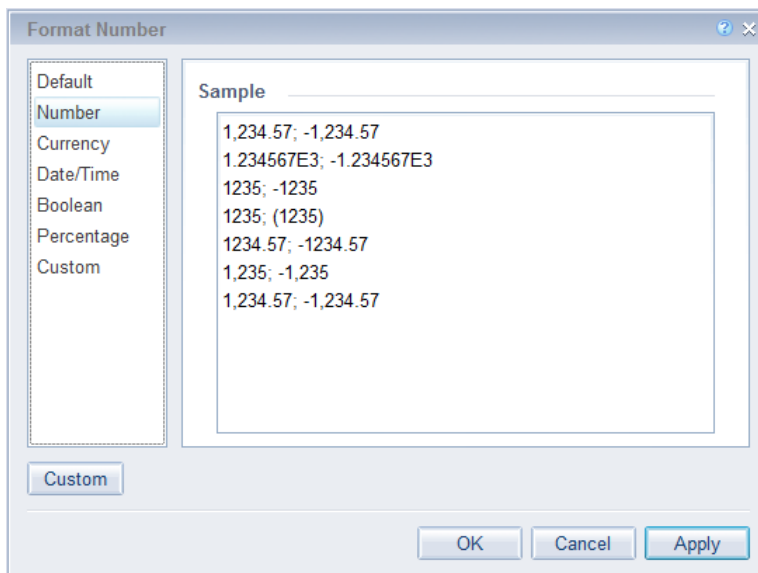 Format Number
Default
Number
Currency
Date/Time
Boolean
Percentage
Custom
Sample
1,234.57; -1,234.57
1.234567E3; -1.234567E3
1235; -1235
1235; (1235)
1234.57; -1234.57
1,235; -1,235
1,234.57; -1,234.57
Custom
OK Cancel Apply